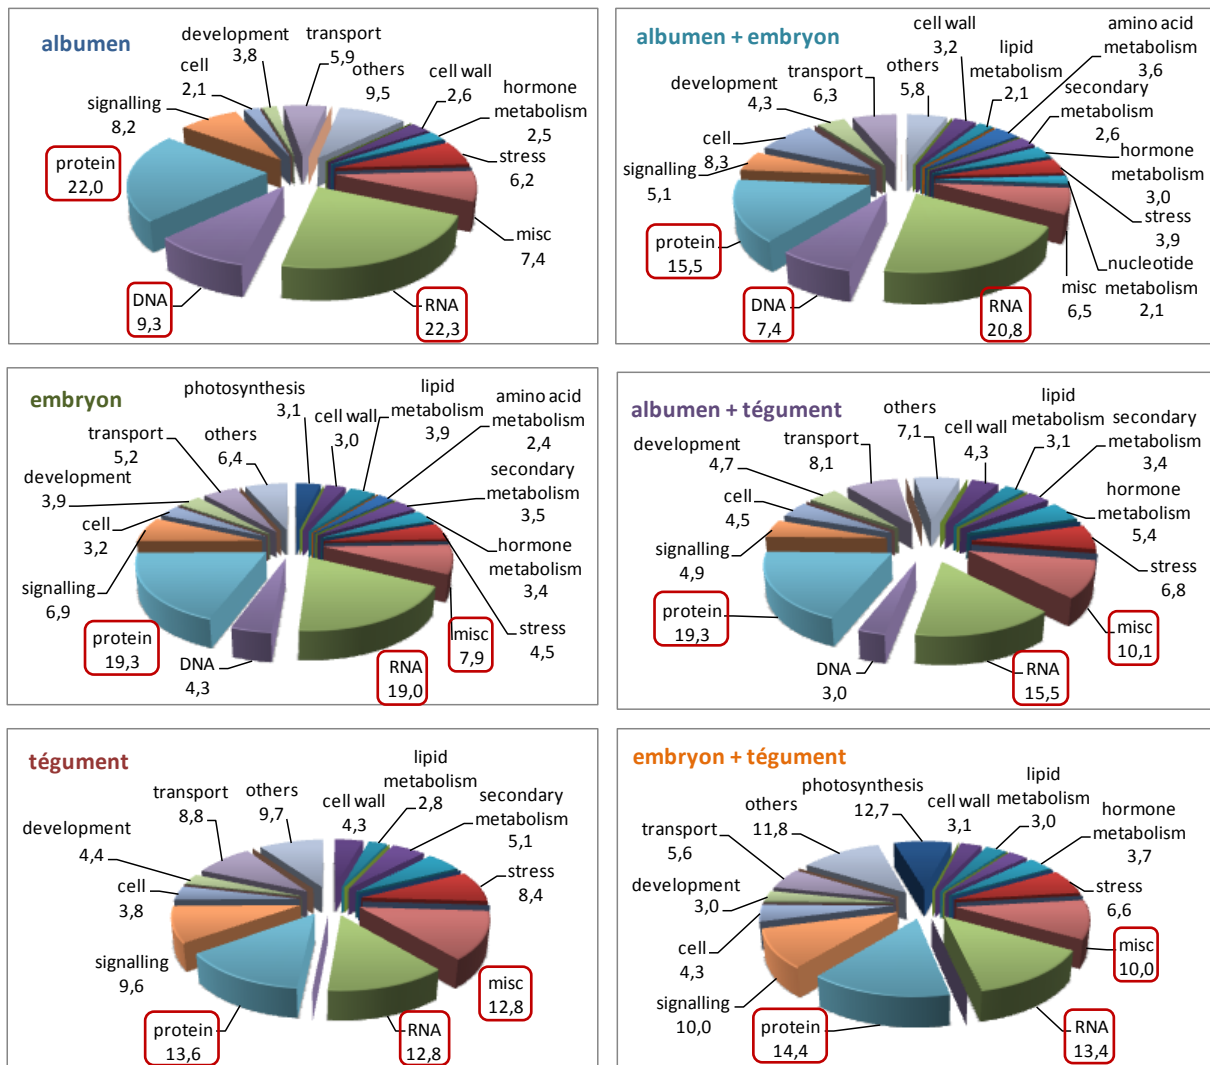 albumen
development
3,8
transport
5,9
others
9,5
cell wall
2,6
hormone
metabolism
2,5
stress
6,2
misc
7,4
RNA
22,3
DNA
9,3
protein
22,0
signalling
8,2
cell
2,1
albumen + embryon
development
4,3
transport
6,3
others
5,8
cell wall
3,2
lipid
metabolism
2,1
amino acid
metabolism
3,6
secondary
metabolism
2,6
hormone
metabolism
3,0
stress
3,9
nucleotide
metabolism
2,1
misc
6,5
RNA
20,8
DNA
7,4
protein
15,5
signalling
5,1
cell
8,3
embryon
photosynthesis
3,1
cell wall
3,0
lipid
metabolism
3,9
amino acid
metabolism
2,4
secondary
metabolism
3,5
hormone
metabolism
3,4
stress
4,5
misc
7,9
RNA
19,0
DNA
4,3
protein
19,3
signalling
6,9
cell
3,2
development
3,9
transport
5,2
others
6,4
albumen + tégument
others
7,1
cell wall
4,3
lipid
metabolism
3,1
secondary
metabolism
3,4
hormone
metabolism
5,4
stress
6,8
misc
10,1
RNA
15,5
DNA
3,0
protein
19,3
signalling
4,9
cell
4,5
development
4,7
transport
8,1
tégument
others
9,7
cell wall
4,3
lipid
metabolism
2,8
secondary
metabolism
5,1
stress
8,4
misc
12,8
RNA
12,8
protein
13,6
signalling
9,6
cell
3,8
development
4,4
transport
8,8
embryon + tégument
photosynthesis
12,7
cell wall
3,1
lipid
metabolism
3,0
hormone
metabolism
3,7
stress
6,6
misc
10,0
RNA
13,4
protein
14,4
signalling
10,0
cell
4,3
development
3,0
transport
5,6
others
11,8